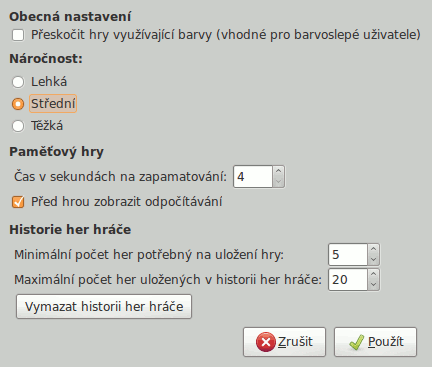 Obecná nastavení
Přeskočit hry využívající barvy (vhodné pro barvoslepé uživatele)
Náročnost:
Lehká
Střední
Těžká
Paměťový hry
Čas v sekundách na zapamatování: 4
Před hrou zobrazit odpočítávání
Historie her hráče
Minimální počet her potřebný na uložení hry: 5
Maximální počet her uložených v historii her hráče: 20
Vymazat historii her hráče
Zrušit Použít